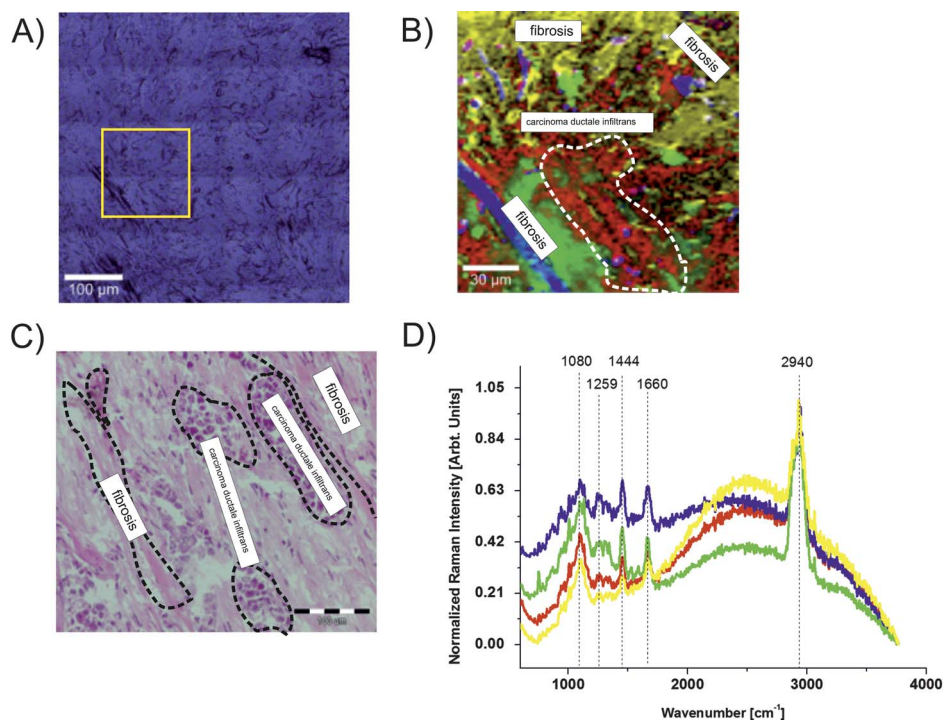 A)
100 µm
B)
fibrosis
fibrosis
carcinoma ductale infiltrans
fibrosis
30 µm
C)
fibrosis
carcinoma ductale infiltrans
carcinoma ductale infiltrans
fibrosis
100 µm
D)
1080
1444
2940
1259
1660
Normalized Raman Intensity [Arbt. Units]
1.05
0.84
0.63
0.42
0.21
0.00
1000
2000
3000
4000
Wavenumber [cm⁻¹]